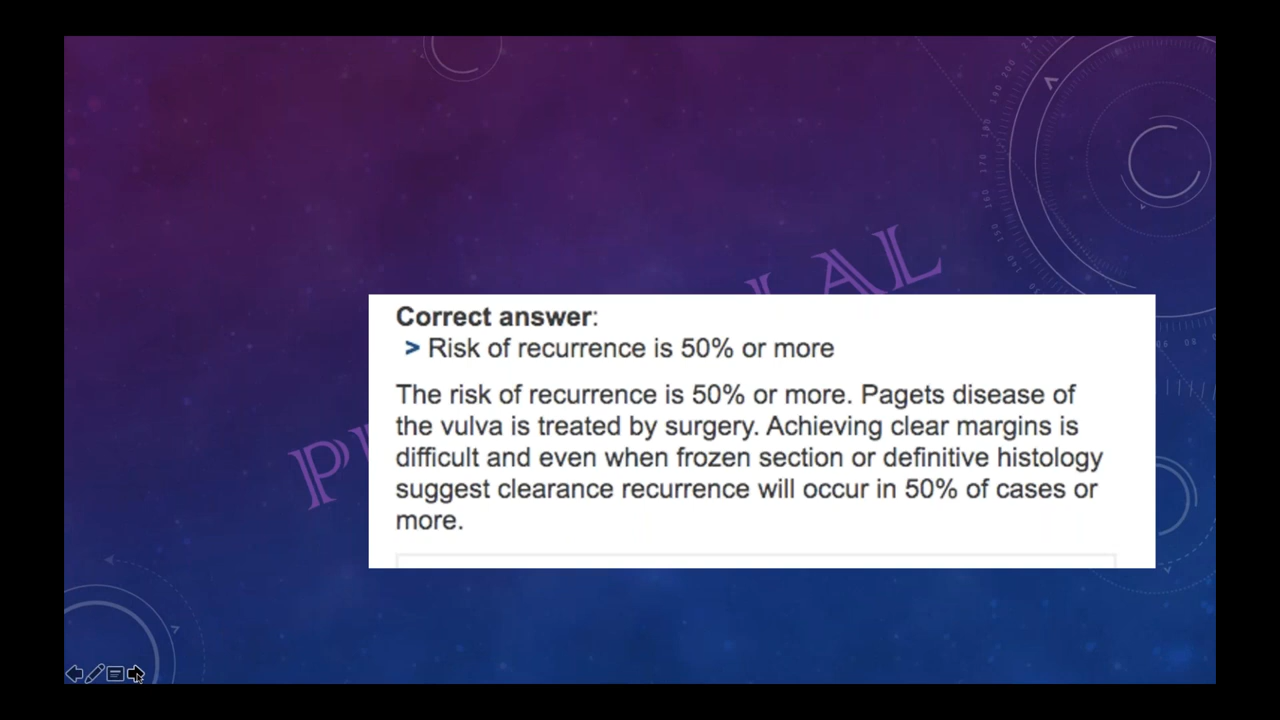 Correct answer:
> Risk of recurrence is 50% or more
The risk of recurrence is 50% or more. Pagets disease of
the vulva is treated by surgery. Achieving clear margins is
difficult and even when frozen section or definitive histology
suggest clearance recurrence will occur in 50% of cases or
more.